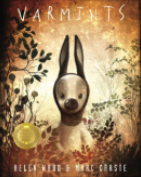 VARMINTS
HELEN WARD & MARC CRASTE